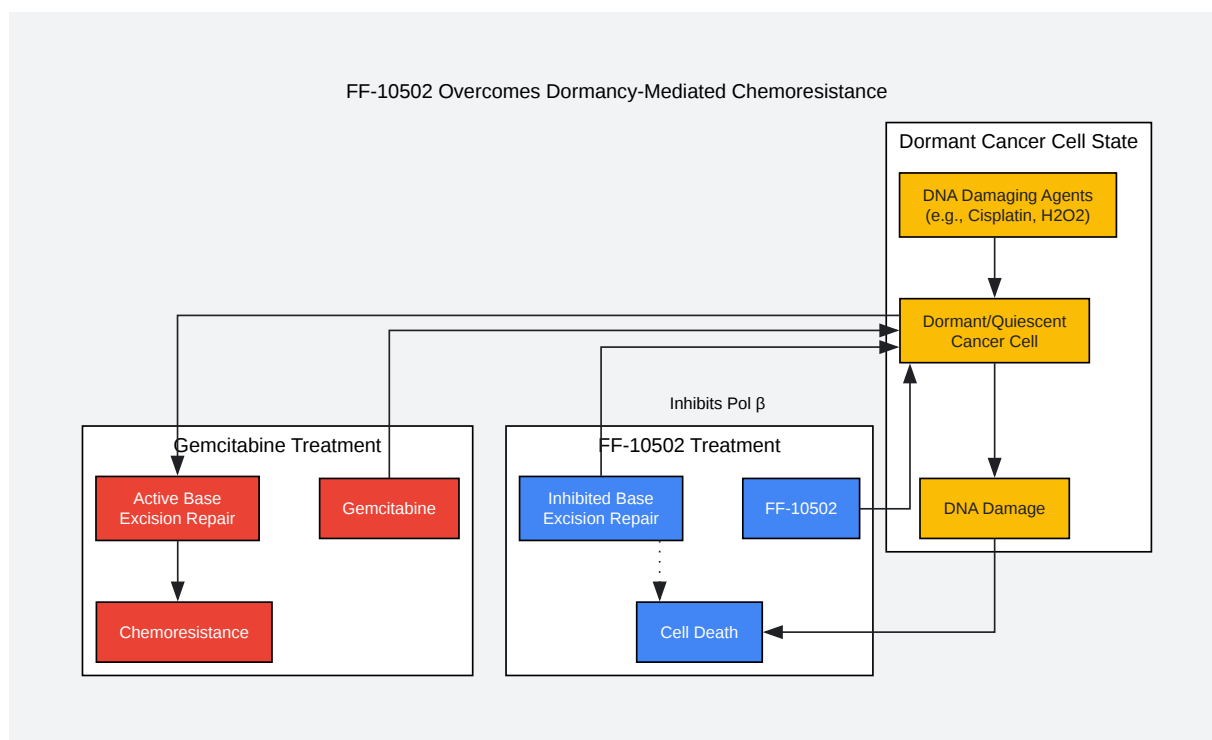 FF-10502 Overcomes Dormancy-Mediated Chemoresistance
Dormant Cancer Cell State
DNA Damaging Agents
(e.g., Cisplatin, H2O2)
Dormant/Quiescent
Cancer Cell
Inhibits Pol β
Gemcitabine Treatment
FF-10502 Treatment
Active Base
Excision Repair
Gemcitabine
Inhibited Base
Excision Repair
FF-10502
DNA Damage
Chemoresistance
Cell Death